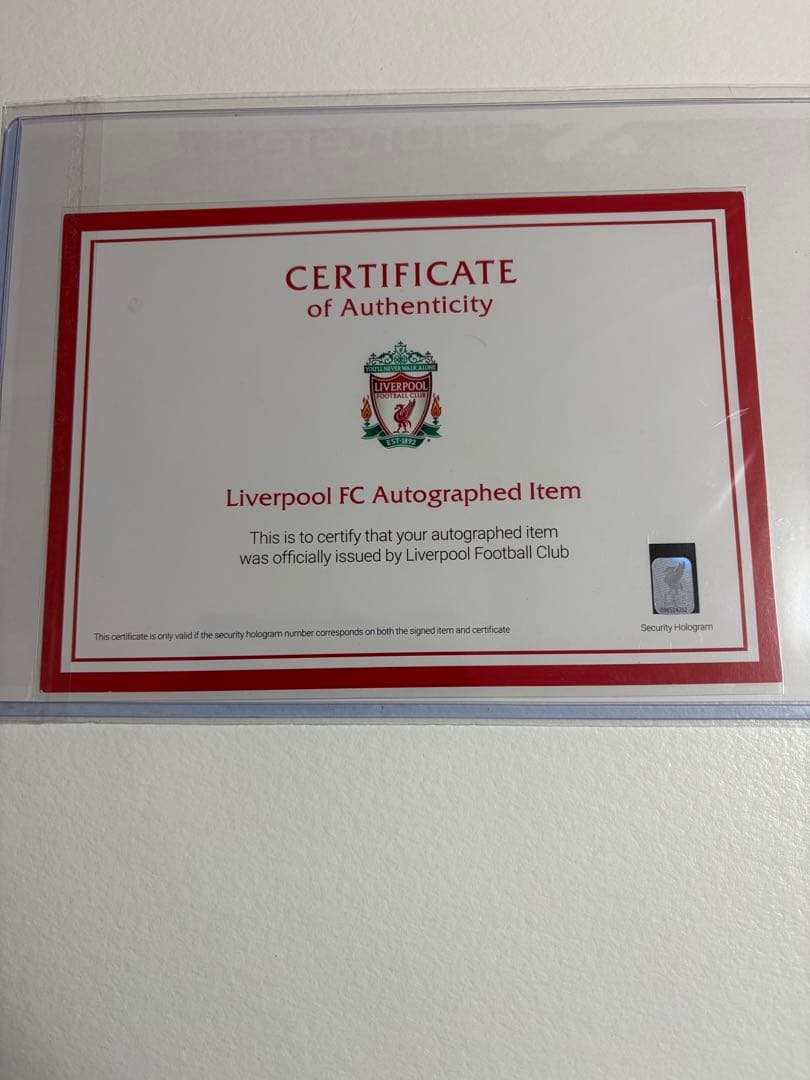 CERTIFICATE
of Authenticity
YOU'LL NEVER WALK ALONE
LIVERPOOL
FOOTBALL CLUB
EST·1892
Liverpool FC Autographed Item
This is to certify that your autographed item
was officially issued by Liverpool Football Club
This certificate is only valid if the security hologram number corresponds on both the signed item and certificate
Security Hologram